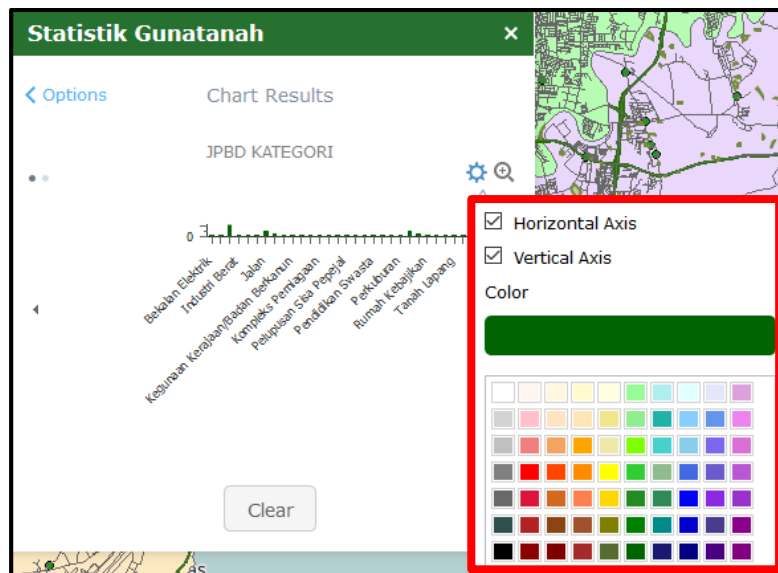 Statistik Gunatanah ×
Options
Chart Results
JPBD KATEGORI
0
Bekalan Elektrik
Industri Berat
Jalan
Kegunaan Kerajaan/Badan Berkanun
Kompleks Perniagaan
Pelupusan Sisa Pepejal
Pendidikan Swasta
Perkuburan
Rumah Kebajikan
Tanah Lapang
Clear
Horizontal Axis
Vertical Axis
Color